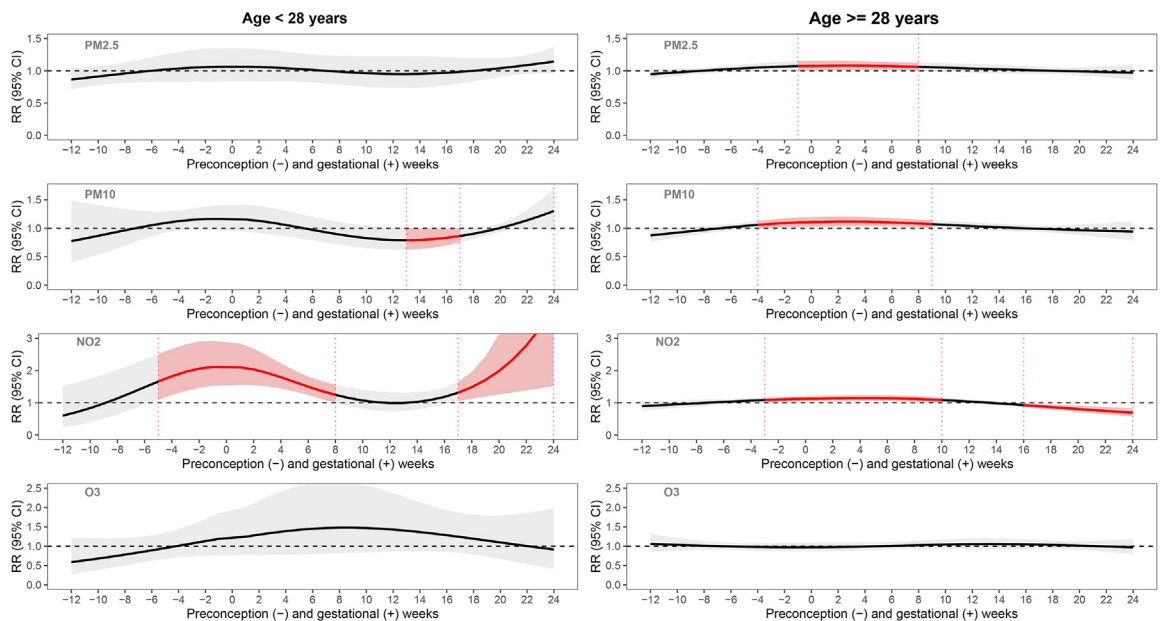 Age < 28 years
Age >= 28 years
PM2.5
RR (95% CI)
1.5
1.0
0.5
0.0
−12 −10 −8 −6 −4 −2 0 2 4 6 8 10 12 14 16 18 20 22 24
Preconception (−) and gestational (+) weeks
PM2.5
RR (95% CI)
1.5
1.0
0.5
0.0
−12 −10 −8 −6 −4 −2 0 2 4 6 8 10 12 14 16 18 20 22 24
Preconception (−) and gestational (+) weeks
PM10
RR (95% CI)
1.5
1.0
0.5
0.0
−12 −10 −8 −6 −4 −2 0 2 4 6 8 10 12 14 16 18 20 22 24
Preconception (−) and gestational (+) weeks
PM10
RR (95% CI)
1.5
1.0
0.5
0.0
−12 −10 −8 −6 −4 −2 0 2 4 6 8 10 12 14 16 18 20 22 24
Preconception (−) and gestational (+) weeks
NO2
RR (95% CI)
3
2
1
0
−12 −10 −8 −6 −4 −2 0 2 4 6 8 10 12 14 16 18 20 22 24
Preconception (−) and gestational (+) weeks
NO2
RR (95% CI)
3
2
1
0
−12 −10 −8 −6 −4 −2 0 2 4 6 8 10 12 14 16 18 20 22 24
Preconception (−) and gestational (+) weeks
O3
RR (95% CI)
2.5
2.0
1.5
1.0
0.5
0.0
−12 −10 −8 −6 −4 −2 0 2 4 6 8 10 12 14 16 18 20 22 24
Preconception (−) and gestational (+) weeks
O3
RR (95% CI)
2.5
2.0
1.5
1.0
0.5
0.0
−12 −10 −8 −6 −4 −2 0 2 4 6 8 10 12 14 16 18 20 22 24
Preconception (−) and gestational (+) weeks